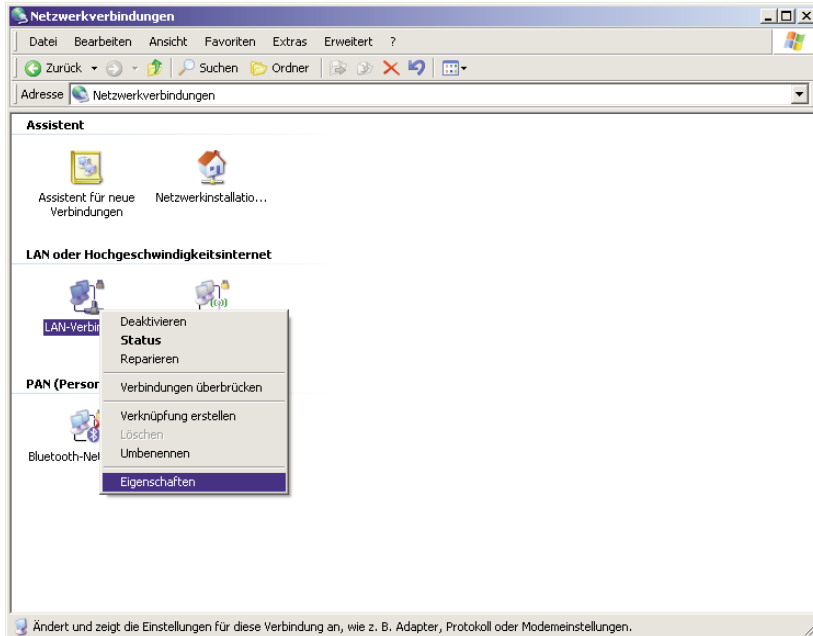 Netzwerkverbindungen
Datei Bearbeiten Ansicht Favoriten Extras Erweitert ?
Zurück Suchen Ordner
Adresse Netzwerkverbindungen
Assistent
Assistent für neue Verbindungen
Netzwerkinstallatio...
LAN oder Hochgeschwindigkeitsinternet
LAN-Verbin
Deaktivieren
Status
Reparieren
PAN (Person
Verbindungen überbrücken
Verknüpfung erstellen
Löschen
Bluetooth-Net
Umbenennen
Eigenschaften
Ändert und zeigt die Einstellungen für diese Verbindung an, wie z. B. Adapter, Protokoll oder Modemeinstellungen.